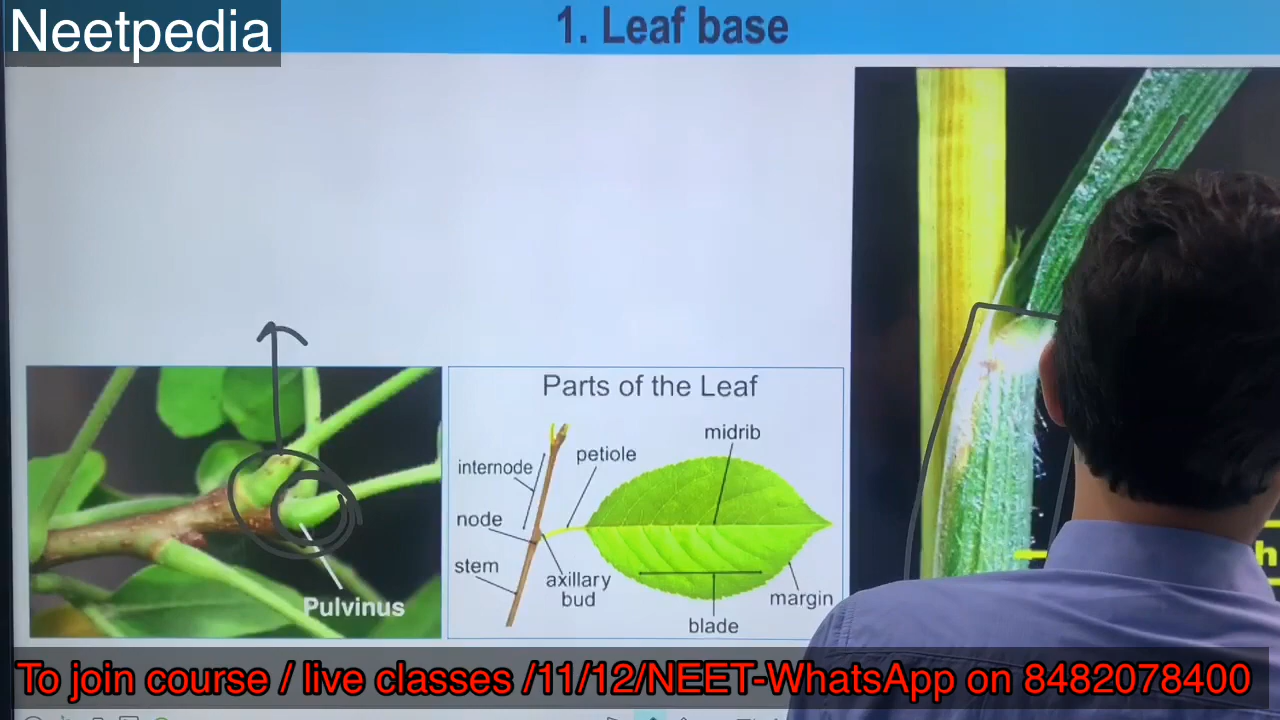 Neetpedia
1. Leaf base
Parts of the Leaf
midrib
internode
petiole
node
stem
axillary
bud
margin
blade
Pulvinus
h
To join course / live classes /11/12/NEET-WhatsApp on 8482078400